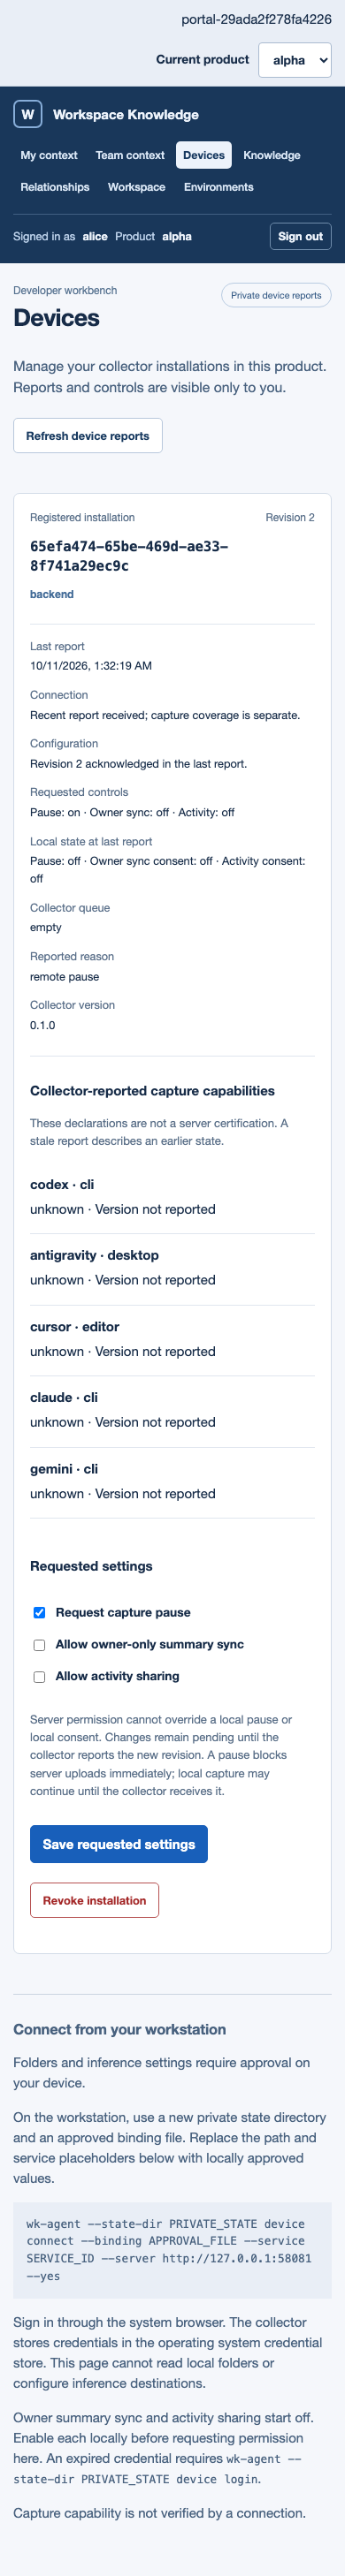 portal-29ada2f278fa4226
Current product alpha
W Workspace Knowledge
My context Team context Devices Knowledge
Relationships Workspace Environments
Signed in as alice Product alpha Sign out
Developer workbench
Private device reports
Devices
Manage your collector installations in this product.
Reports and controls are visible only to you.
Refresh device reports
Registered installation Revision 2
65efa474-65be-469d-ae33-
8f741a29ec9c
backend
Last report
10/11/2026, 1:32:19 AM
Connection
Recent report received; capture coverage is separate.
Configuration
Revision 2 acknowledged in the last report.
Requested controls
Pause: on · Owner sync: off · Activity: off
Local state at last report
Pause: off · Owner sync consent: off · Activity consent:
off
Collector queue
empty
Reported reason
remote pause
Collector version
0.1.0
Collector-reported capture capabilities
These declarations are not a server certification. A
stale report describes an earlier state.
codex · cli
unknown · Version not reported
antigravity · desktop
unknown · Version not reported
cursor · editor
unknown · Version not reported
claude · cli
unknown · Version not reported
gemini · cli
unknown · Version not reported
Requested settings
Request capture pause
Allow owner-only summary sync
Allow activity sharing
Server permission cannot override a local pause or
local consent. Changes remain pending until the
collector reports the new revision. A pause blocks
server uploads immediately; local capture may
continue until the collector receives it.
Save requested settings
Revoke installation
Connect from your workstation
Folders and inference settings require approval on
your device.
On the workstation, use a new private state directory
and an approved binding file. Replace the path and
service placeholders below with locally approved
values.
wk-agent --state-dir PRIVATE_STATE device
connect --binding APPROVAL_FILE --service
SERVICE_ID --server http://127.0.0.1:58081
--yes
Sign in through the system browser. The collector
stores credentials in the operating system credential
store. This page cannot read local folders or
configure inference destinations.
Owner summary sync and activity sharing start off.
Enable each locally before requesting permission
here. An expired credential requires wk-agent --
state-dir PRIVATE_STATE device login.
Capture capability is not verified by a connection.